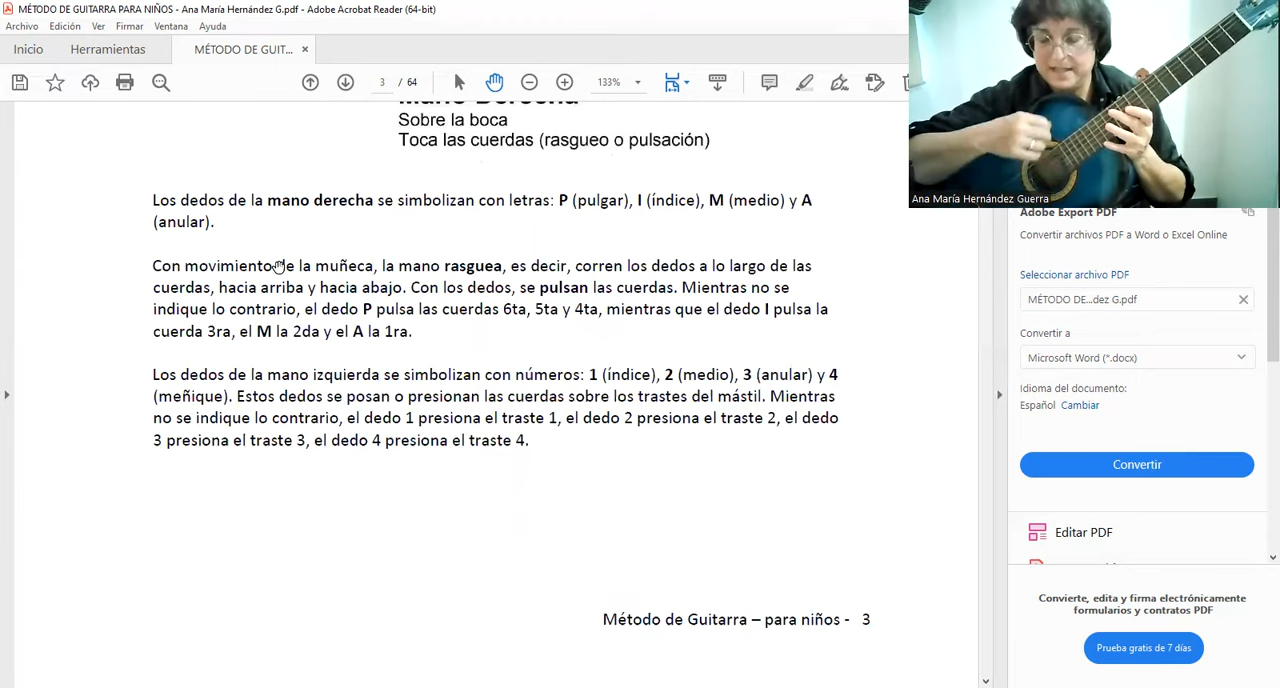 MÉTODO DE GUITARRA PARA NIÑOS - Ana María Hernández G.pdf - Adobe Acrobat Reader (64-bit)
Archivo Edición Ver Firmar Ventana Ayuda
Inicio Herramientas MÉTODO DE GUIT... ×
3 / 64 133%
Mano Derecha
Sobre la boca
Toca las cuerdas (rasgueo o pulsación)
Los dedos de la mano derecha se simbolizan con letras: P (pulgar), I (índice), M (medio) y A
(anular).
Con movimiento de la muñeca, la mano rasguea, es decir, corren los dedos a lo largo de las
cuerdas, hacia arriba y hacia abajo. Con los dedos, se pulsan las cuerdas. Mientras no se
indique lo contrario, el dedo P pulsa las cuerdas 6ta, 5ta y 4ta, mientras que el dedo I pulsa la
cuerda 3ra, el M la 2da y el A la 1ra.
Los dedos de la mano izquierda se simbolizan con números: 1 (índice), 2 (medio), 3 (anular) y 4
(meñique). Estos dedos se posan o presionan las cuerdas sobre los trastes del mástil. Mientras
no se indique lo contrario, el dedo 1 presiona el traste 1, el dedo 2 presiona el traste 2, el dedo
3 presiona el traste 3, el dedo 4 presiona el traste 4.
Método de Guitarra – para niños - 3
Ana María Hernández Guerra
Adobe Export PDF
Convertir archivos PDF a Word o Excel Online
Seleccionar archivo PDF
MÉTODO DE...dez G.pdf
Convertir a
Microsoft Word (*.docx)
Idioma del documento:
Español Cambiar
Convertir
Editar PDF
Convierte, edita y firma electrónicamente
formularios y contratos PDF
Prueba gratis de 7 días